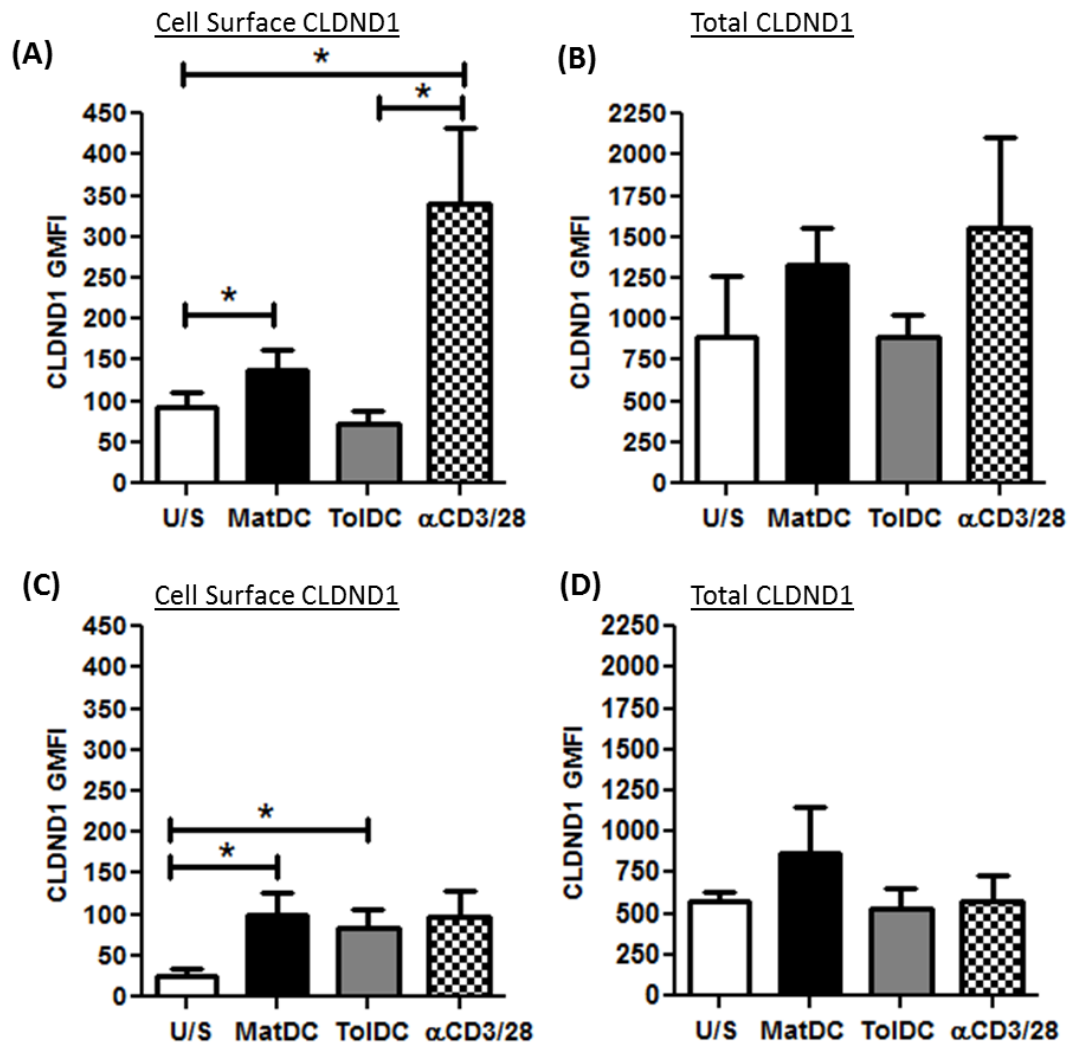 Cell Surface CLDND1
Total CLDND1
(A)
(B)
*
*
*
450
400
350
300
250
200
150
100
50
0
CLDND1 GMFI
U/S MatDC TolDC αCD3/28
2250
2000
1750
1500
1250
1000
750
500
250
0
CLDND1 GMFI
U/S MatDC TolDC αCD3/28
(C)
Cell Surface CLDND1
(D)
Total CLDND1
450
400
350
300
250
200
150
100
50
0
CLDND1 GMFI
*
*
U/S MatDC TolDC αCD3/28
2250
2000
1750
1500
1250
1000
750
500
250
0
CLDND1 GMFI
U/S MatDC TolDC αCD3/28